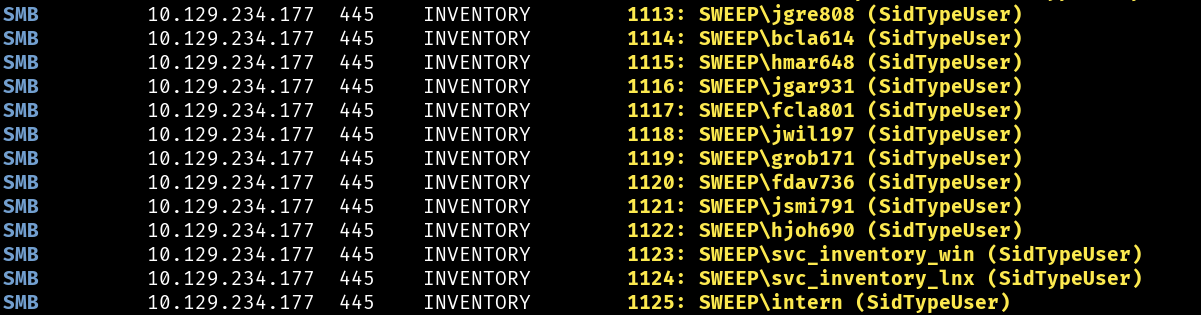 SMB 10.129.234.177 445 INVENTORY 1113: SWEEP\jgre808 (SidTypeUser)
SMB 10.129.234.177 445 INVENTORY 1114: SWEEP\bcla614 (SidTypeUser)
SMB 10.129.234.177 445 INVENTORY 1115: SWEEP\hmar648 (SidTypeUser)
SMB 10.129.234.177 445 INVENTORY 1116: SWEEP\jgar931 (SidTypeUser)
SMB 10.129.234.177 445 INVENTORY 1117: SWEEP\fcla801 (SidTypeUser)
SMB 10.129.234.177 445 INVENTORY 1118: SWEEP\jwil197 (SidTypeUser)
SMB 10.129.234.177 445 INVENTORY 1119: SWEEP\grob171 (SidTypeUser)
SMB 10.129.234.177 445 INVENTORY 1120: SWEEP\fdav736 (SidTypeUser)
SMB 10.129.234.177 445 INVENTORY 1121: SWEEP\jsmi791 (SidTypeUser)
SMB 10.129.234.177 445 INVENTORY 1122: SWEEP\hjoh690 (SidTypeUser)
SMB 10.129.234.177 445 INVENTORY 1123: SWEEP\svc_inventory_win (SidTypeUser)
SMB 10.129.234.177 445 INVENTORY 1124: SWEEP\svc_inventory_lnx (SidTypeUser)
SMB 10.129.234.177 445 INVENTORY 1125: SWEEP\intern (SidTypeUser)